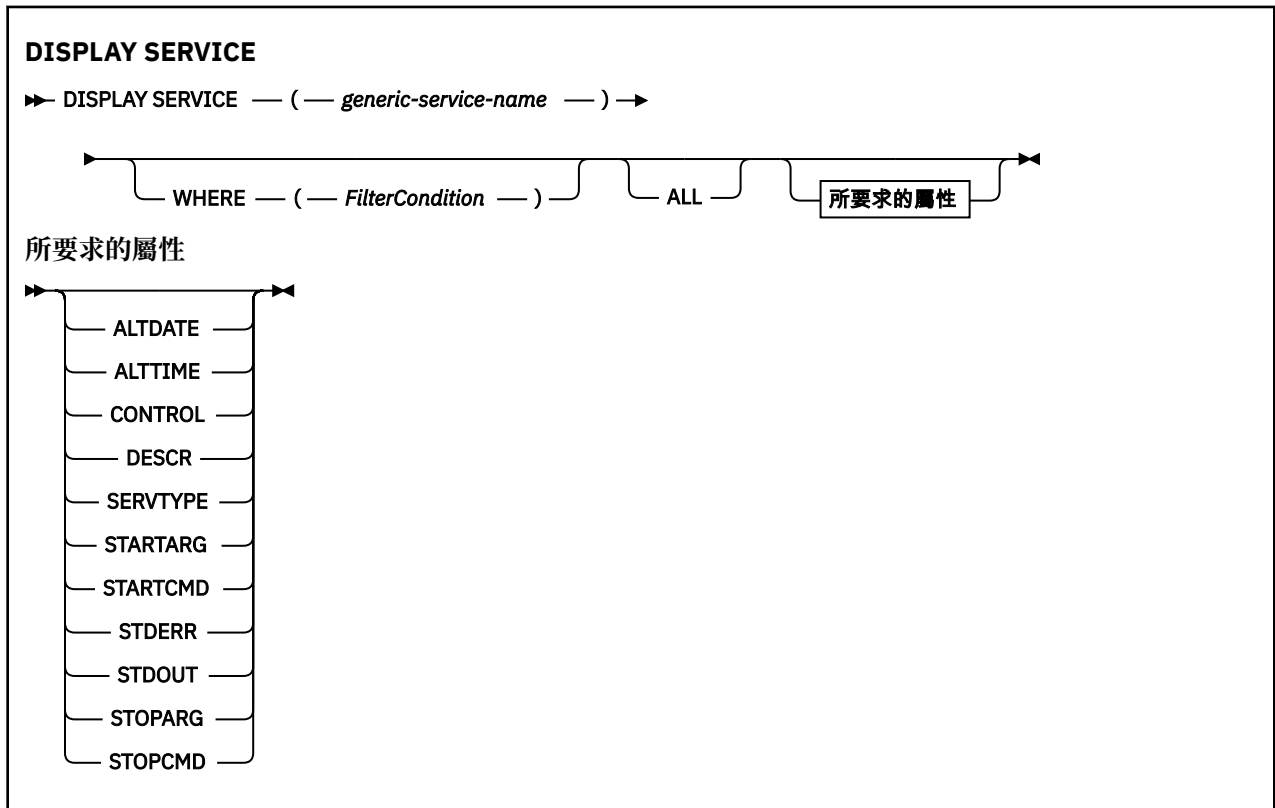 DISPLAY SERVICE
DISPLAY SERVICE ( generic-service-name )
WHERE ( FilterCondition ) ALL 所要求的屬性
所要求的屬性
ALTDATE
ALTTIME
CONTROL
DESCR
SERVTYPE
STARTARG
STARTCMD
STDERR
STDOUT
STOPARG
STOPCMD